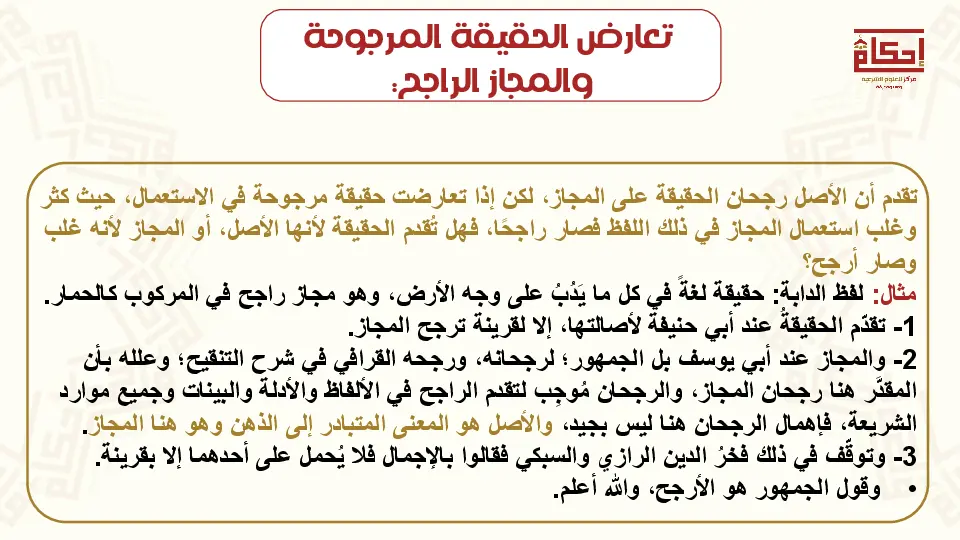 تعارض الحقيقة المرجوحة
والمجاز الراجح:
إحكام
مركز للعلوم الشرعية
تقدم أن الأصل رجحان الحقيقة على المجاز، لكن إذا تعارضت حقيقة مرجوحة في الاستعمال، حيث كثر
وغلب استعمال المجاز في ذلك اللفظ فصار راجحًا، فهل تُقدم الحقيقة لأنها الأصل، أو المجاز لأنه غلب
وصار أرجح؟
مثال: لفظ الدابة: حقيقة لغةً في كل ما يَدُبُ على وجه الأرض، وهو مجاز راجح في المركوب كالحمار.
1- تقدّم الحقيقةُ عند أبي حنيفة لأصالتها، إلا لقرينة ترجح المجاز.
2- والمجاز عند أبي يوسف بل الجمهور؛ لرجحانه، ورجحه القرافي في شرح التنقيح؛ وعلله بأن
المقدَّر هنا رجحان المجاز، والرجحان مُوجِب لتقدم الراجح في الألفاظ والأدلة والبينات وجميع موارد
الشريعة، فإهمال الرجحان هنا ليس بجيد، والأصل هو المعنى المتبادر إلى الذهن وهو هنا المجاز.
3- وتوقّف في ذلك فخرُ الدين الرازي والسبكي فقالوا بالإجمال فلا يُحمل على أحدهما إلا بقرينة.
• وقول الجمهور هو الأرجح، والله أعلم.